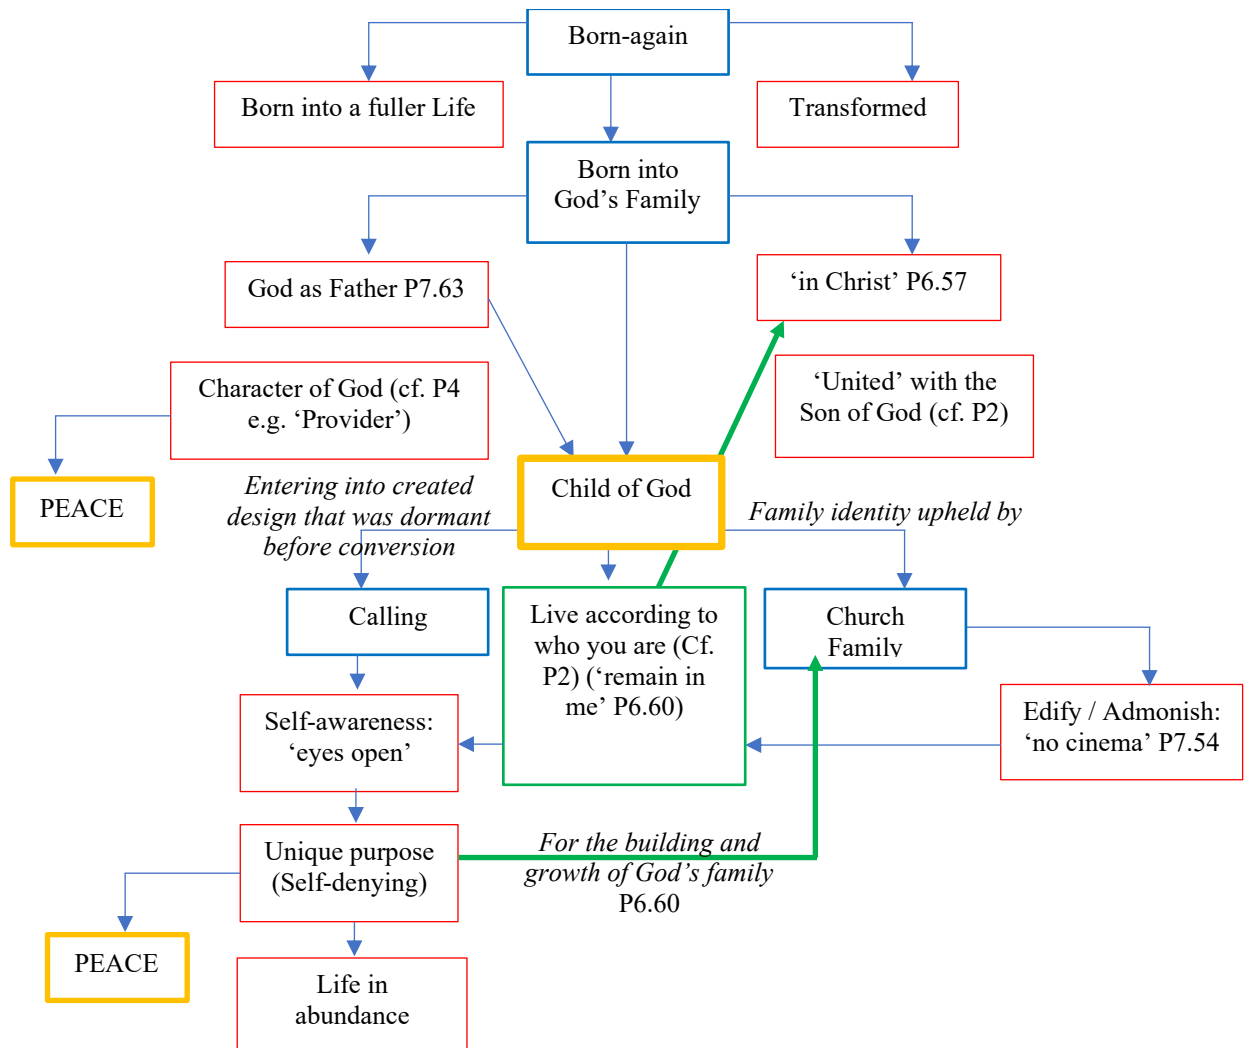 Born-again
Born into a fuller Life
Transformed
Born into
God’s Family
God as Father P7.63
‘in Christ’ P6.57
Character of God (cf. P4
e.g. ‘Provider’)
‘United’ with the
Son of God (cf. P2)
PEACE
Entering into created
design that was dormant
before conversion
Child of God
Family identity upheld by
Calling
Live according to
who you are (Cf.
P2) (‘remain in
me’ P6.60)
Church
Family
Self-awareness:
‘eyes open’
Edify / Admonish:
‘no cinema’ P7.54
Unique purpose
(Self-denying)
For the building and
growth of God’s family
P6.60
PEACE
Life in
abundance